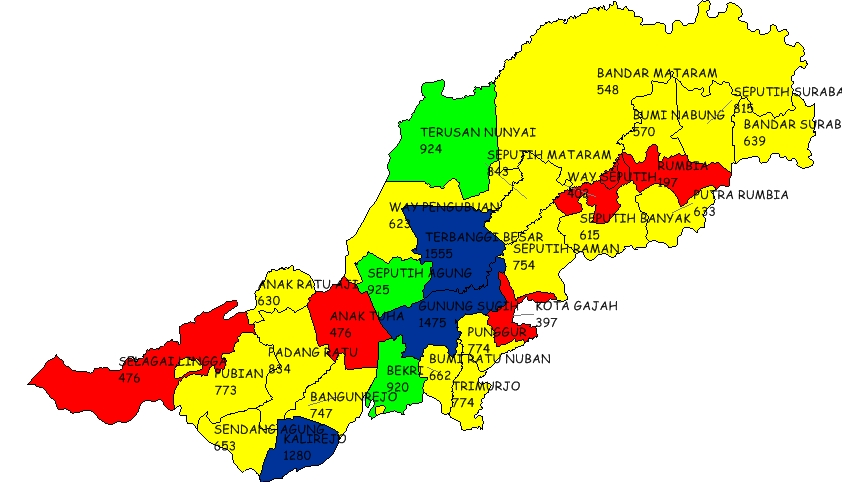 BANDAR MATARAM
548
SEPUTIH SURABA
815
BUMI NABUNG
570
BANDAR SURAB
639
TERUSAN NUNYAI
924
SEPUTIH MATARAM
843
RUMBIA
197
WAY SEPUTIH
PUTRA RUMBIA
633
WAY PENGUBUAN
623
SEPUTIH BANYAK
615
TERBANGGI BESAR
1555
SEPUTIH RAMAN
754
SEPUTIH AGUNG
925
ANAK RATU AJI
630
GUNUNG SUGIH
1475
KOTA GAJAH
397
ANAK TUHA
476
PUNGGUR
774
PADANG RATU
834
SELAGAI LINGGA
476
BUMI RATU NUBAN
662
PUBIAN
773
BEKRI
920
TRIMURJO
774
BANGUNREJO
747
SENDANG AGUNG
653
KALIREJO
1280